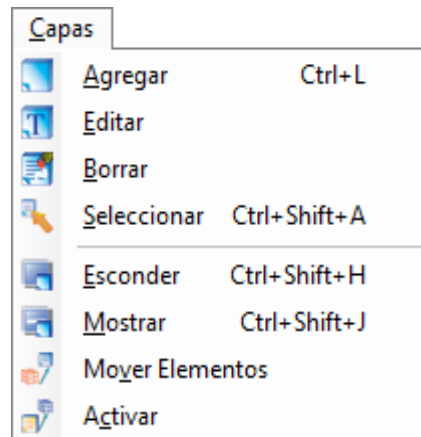 Capas
Agregar Ctrl+L
Editar
Borrar
Seleccionar Ctrl+Shift+A
Esconder Ctrl+Shift+H
Mostrar Ctrl+Shift+J
Mover Elementos
Activar